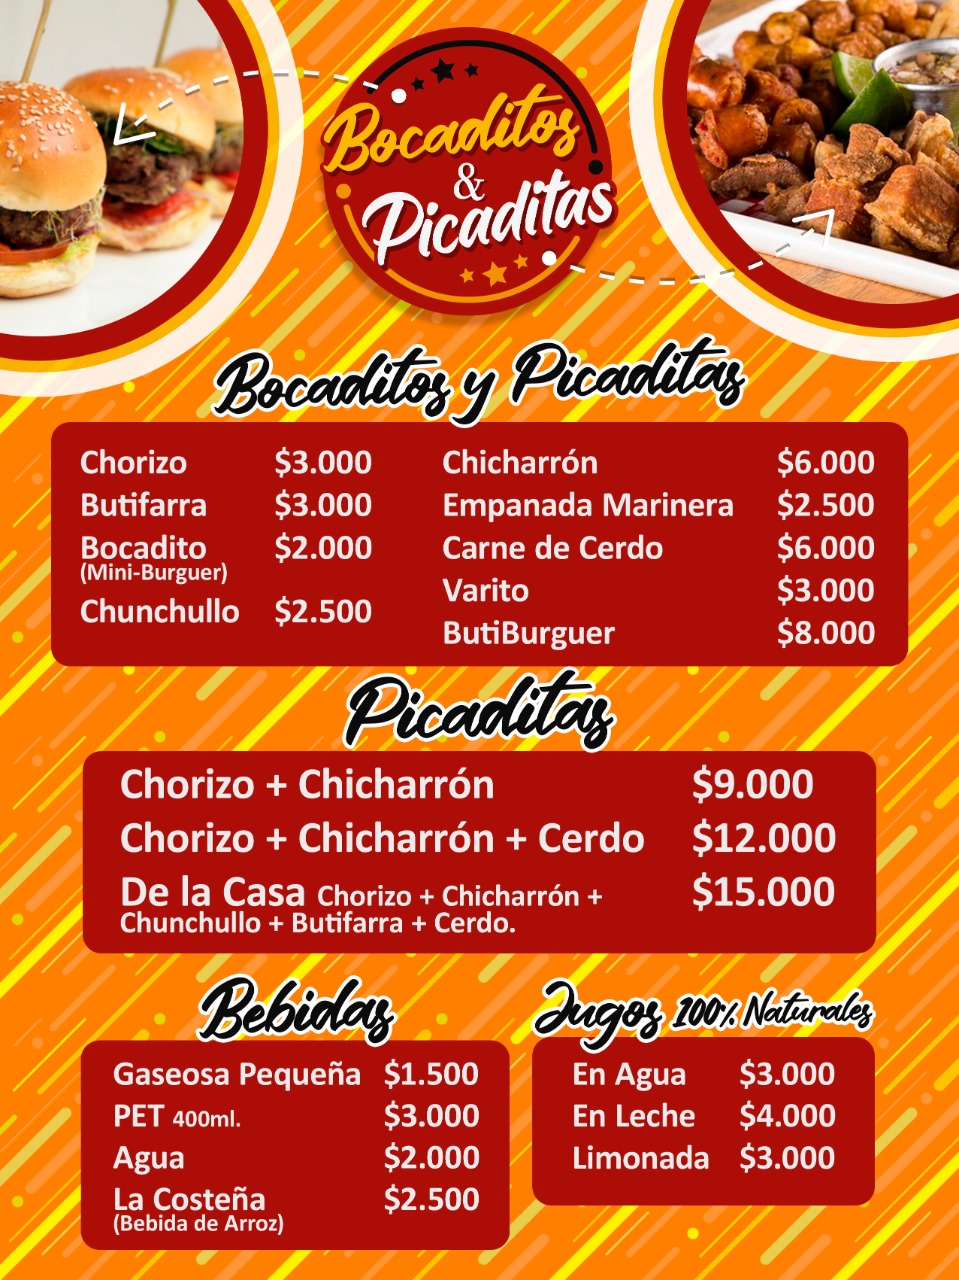 Bocaditos
&
Picaditas
Bocaditos y Picaditas
Chorizo $3.000
Butifarra $3.000
Bocadito $2.000
(Mini-Burguer)
Chunchullo $2.500
Chicharrón $6.000
Empanada Marinera $2.500
Carne de Cerdo $6.000
Varito $3.000
ButiBurguer $8.000
Picaditas
Chorizo + Chicharrón $9.000
Chorizo + Chicharrón + Cerdo $12.000
De la Casa Chorizo + Chicharrón + $15.000
Chunchullo + Butifarra + Cerdo.
Bebidas
Gaseosa Pequeña $1.500
PET 400ml. $3.000
Agua $2.000
La Costeña $2.500
(Bebida de Arroz)
Jugos 100% Naturales
En Agua $3.000
En Leche $4.000
Limonada $3.000